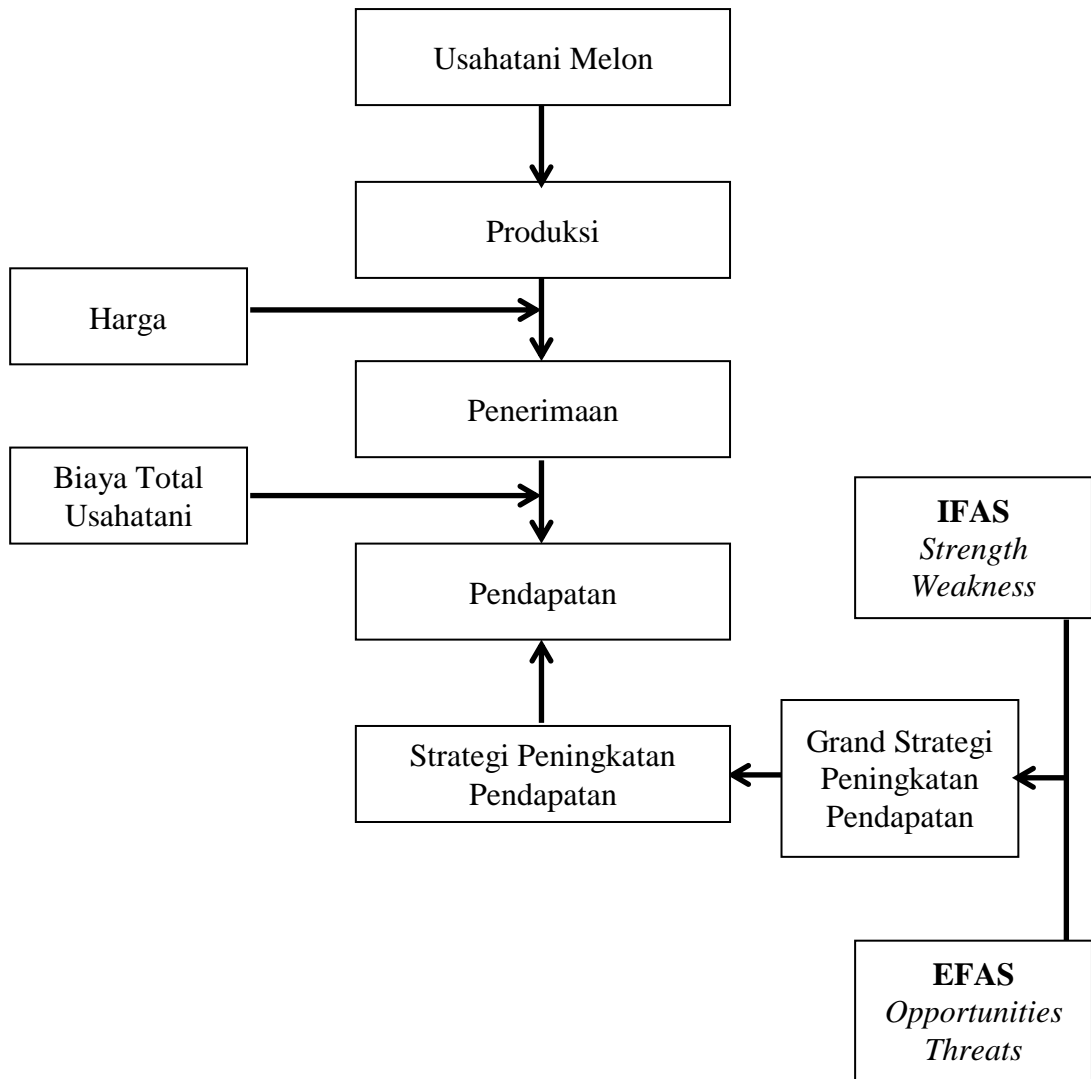 Usahatani Melon
Produksi
Harga
Penerimaan
Biaya Total
Usahatani
IFAS
Strength
Weakness
Pendapatan
Strategi Peningkatan
Pendapatan
Grand Strategi
Peningkatan
Pendapatan
EFAS
Opportunities
Threats